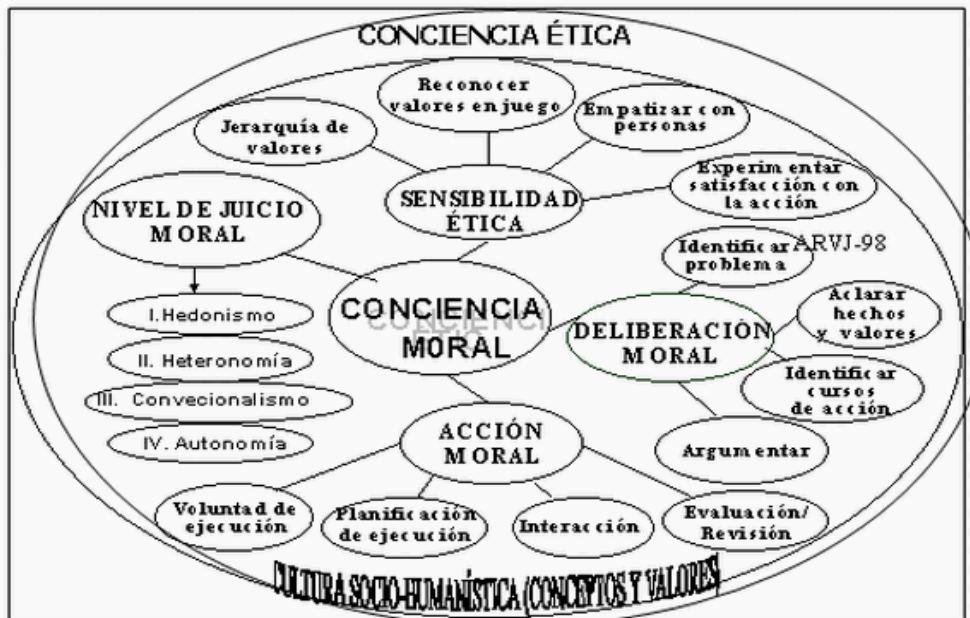 CONCIENCIA ÉTICA
Reconocer
valores en juego
Empatizar con
personas
Jerarquía de
valores
Experimentar
satisfacción con
la acción
SENSIBILIDAD
ÉTICA
NIVEL DE JUICIO
MORAL
Identificar
problema
ARVJ-98
CONCIENCIA
MORAL
I.Hedonismo
II. Heteronomía
III. Convecionalismo
IV. Autonomía
DELIBERACIÓN
MORAL
Aclarar
hechos
y valores
Identificar
cursos
de acción
Argumentar
ACCIÓN
MORAL
Voluntad de
ejecución
Planificación
de ejecución
Interacción
Evaluación/
Revisión
CULTURA SOCIO-HUMANÍSTICA (CONCEPTOS Y VALORES)